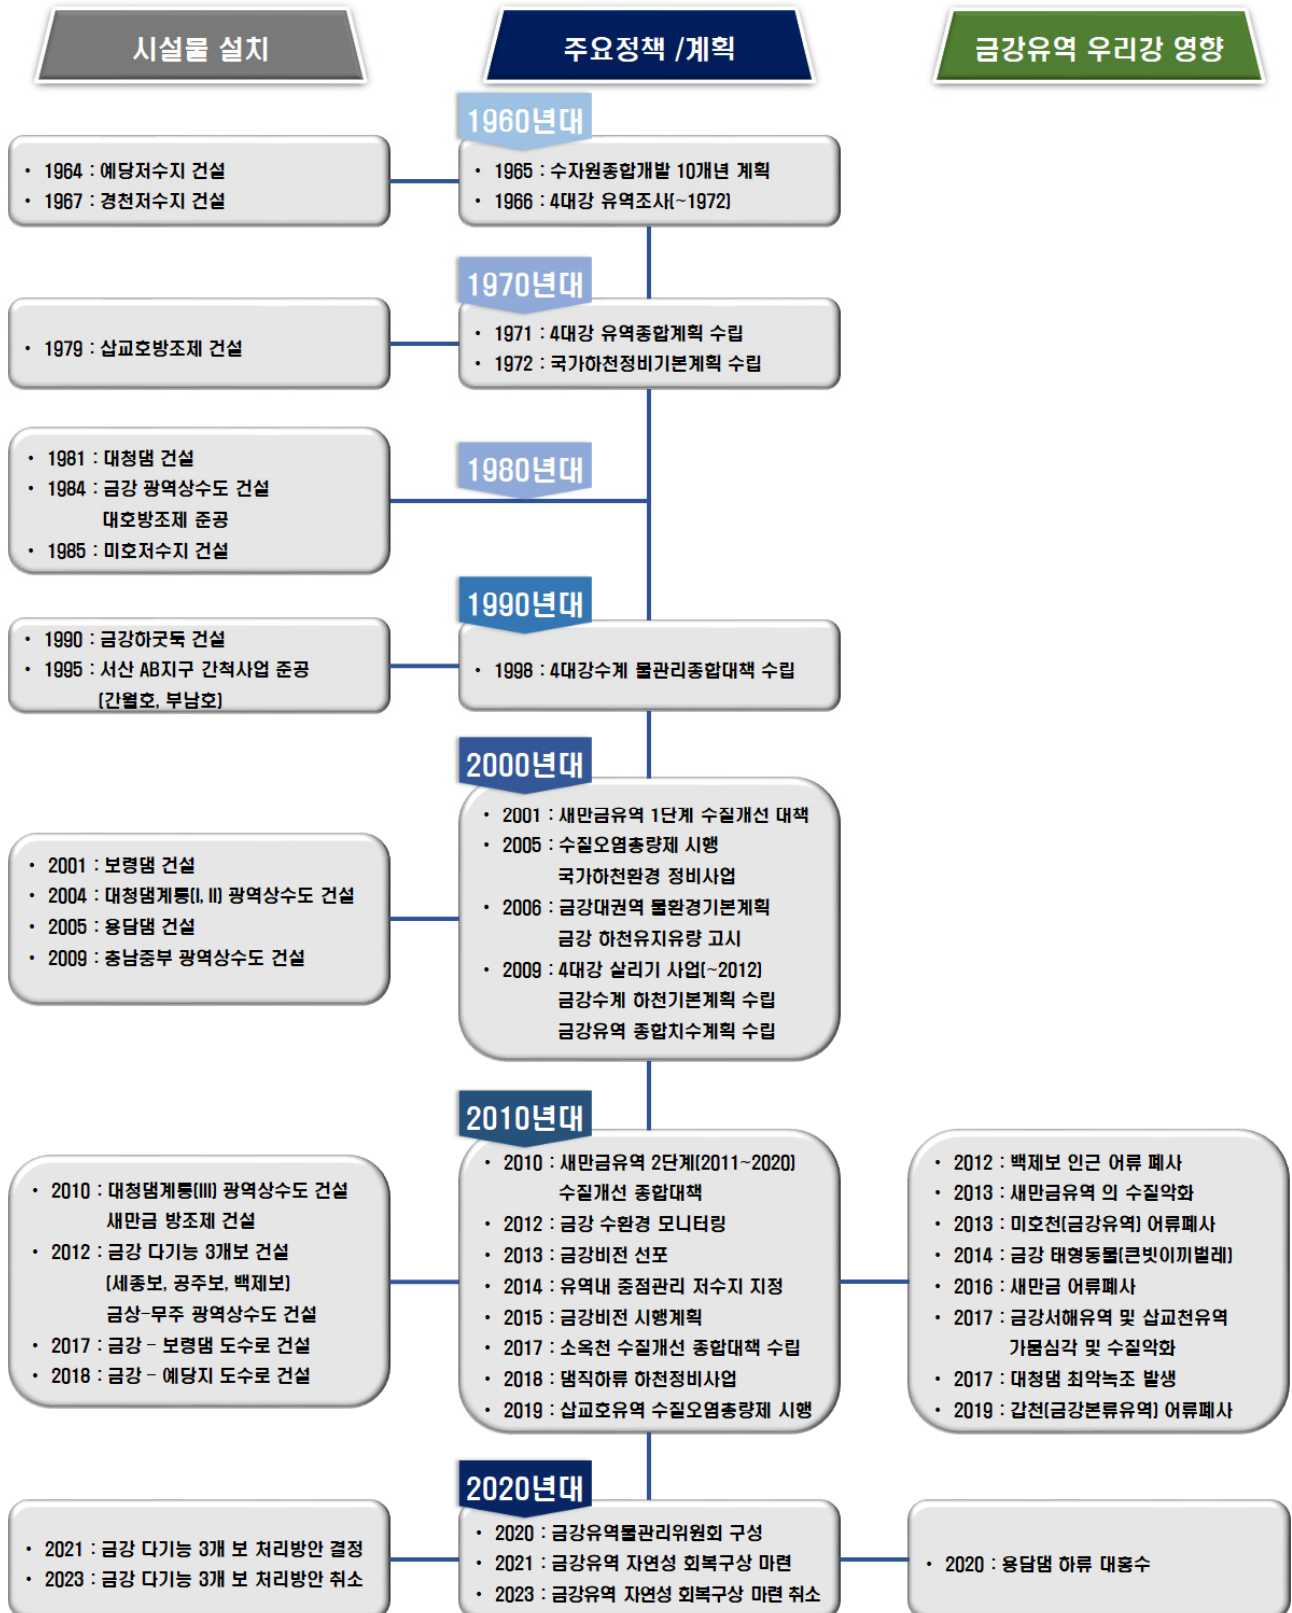 시설물 설치
주요정책 /계획
금강유역 우리강 영향
1960년대
• 1964 : 예당저수지 건설
• 1967 : 경천저수지 건설
• 1965 : 수자원종합개발 10개년 계획
• 1966 : 4대강 유역조사(~1972)
1970년대
• 1979 : 삽교호방조제 건설
• 1971 : 4대강 유역종합계획 수립
• 1972 : 국가하천정비기본계획 수립
1980년대
• 1981 : 대청댐 건설
• 1984 : 금강 광역상수도 건설
대호방조제 준공
• 1985 : 미호저수지 건설
1990년대
• 1990 : 금강하굿둑 건설
• 1995 : 서산 AB지구 간척사업 준공
(간월호, 부남호)
• 1998 : 4대강수계 물관리종합대책 수립
2000년대
• 2001 : 보령댐 건설
• 2004 : 대청댐계통(I, II) 광역상수도 건설
• 2005 : 용담댐 건설
• 2009 : 충남중부 광역상수도 건설
• 2001 : 새만금유역 1단계 수질개선 대책
• 2005 : 수질오염총량제 시행
국가하천환경 정비사업
• 2006 : 금강대권역 물환경기본계획
금강 하천유지유량 고시
• 2009 : 4대강 살리기 사업(~2012)
금강수계 하천기본계획 수립
금강유역 종합치수계획 수립
2010년대
• 2010 : 대청댐계통(III) 광역상수도 건설
새만금 방조제 건설
• 2012 : 금강 다기능 3개보 건설
(세종보, 공주보, 백제보)
금상-무주 광역상수도 건설
• 2017 : 금강 - 보령댐 도수로 건설
• 2018 : 금강 - 예당지 도수로 건설
• 2010 : 새만금유역 2단계(2011~2020)
수질개선 종합대책
• 2012 : 금강 수환경 모니터링
• 2013 : 금강비전 선포
• 2014 : 유역내 중점관리 저수지 지정
• 2015 : 금강비전 시행계획
• 2017 : 소옥천 수질개선 종합대책 수립
• 2018 : 댐직하류 하천정비사업
• 2019 : 삽교호유역 수질오염총량제 시행
• 2012 : 백제보 인근 어류 폐사
• 2013 : 새만금유역 의 수질악화
• 2013 : 미호천(금강유역) 어류폐사
• 2014 : 금강 태형동물(큰빗이끼벌레)
• 2016 : 새만금 어류폐사
• 2017 : 금강서해유역 및 삽교천유역
가뭄심각 및 수질악화
• 2017 : 대청댐 최악녹조 발생
• 2019 : 갑천(금강본류유역) 어류폐사
2020년대
• 2021 : 금강 다기능 3개 보 처리방안 결정
• 2023 : 금강 다기능 3개 보 처리방안 취소
• 2020 : 금강유역물관리위원회 구성
• 2021 : 금강유역 자연성 회복구상 마련
• 2023 : 금강유역 자연성 회복구상 마련 취소
• 2020 : 용담댐 하류 대홍수